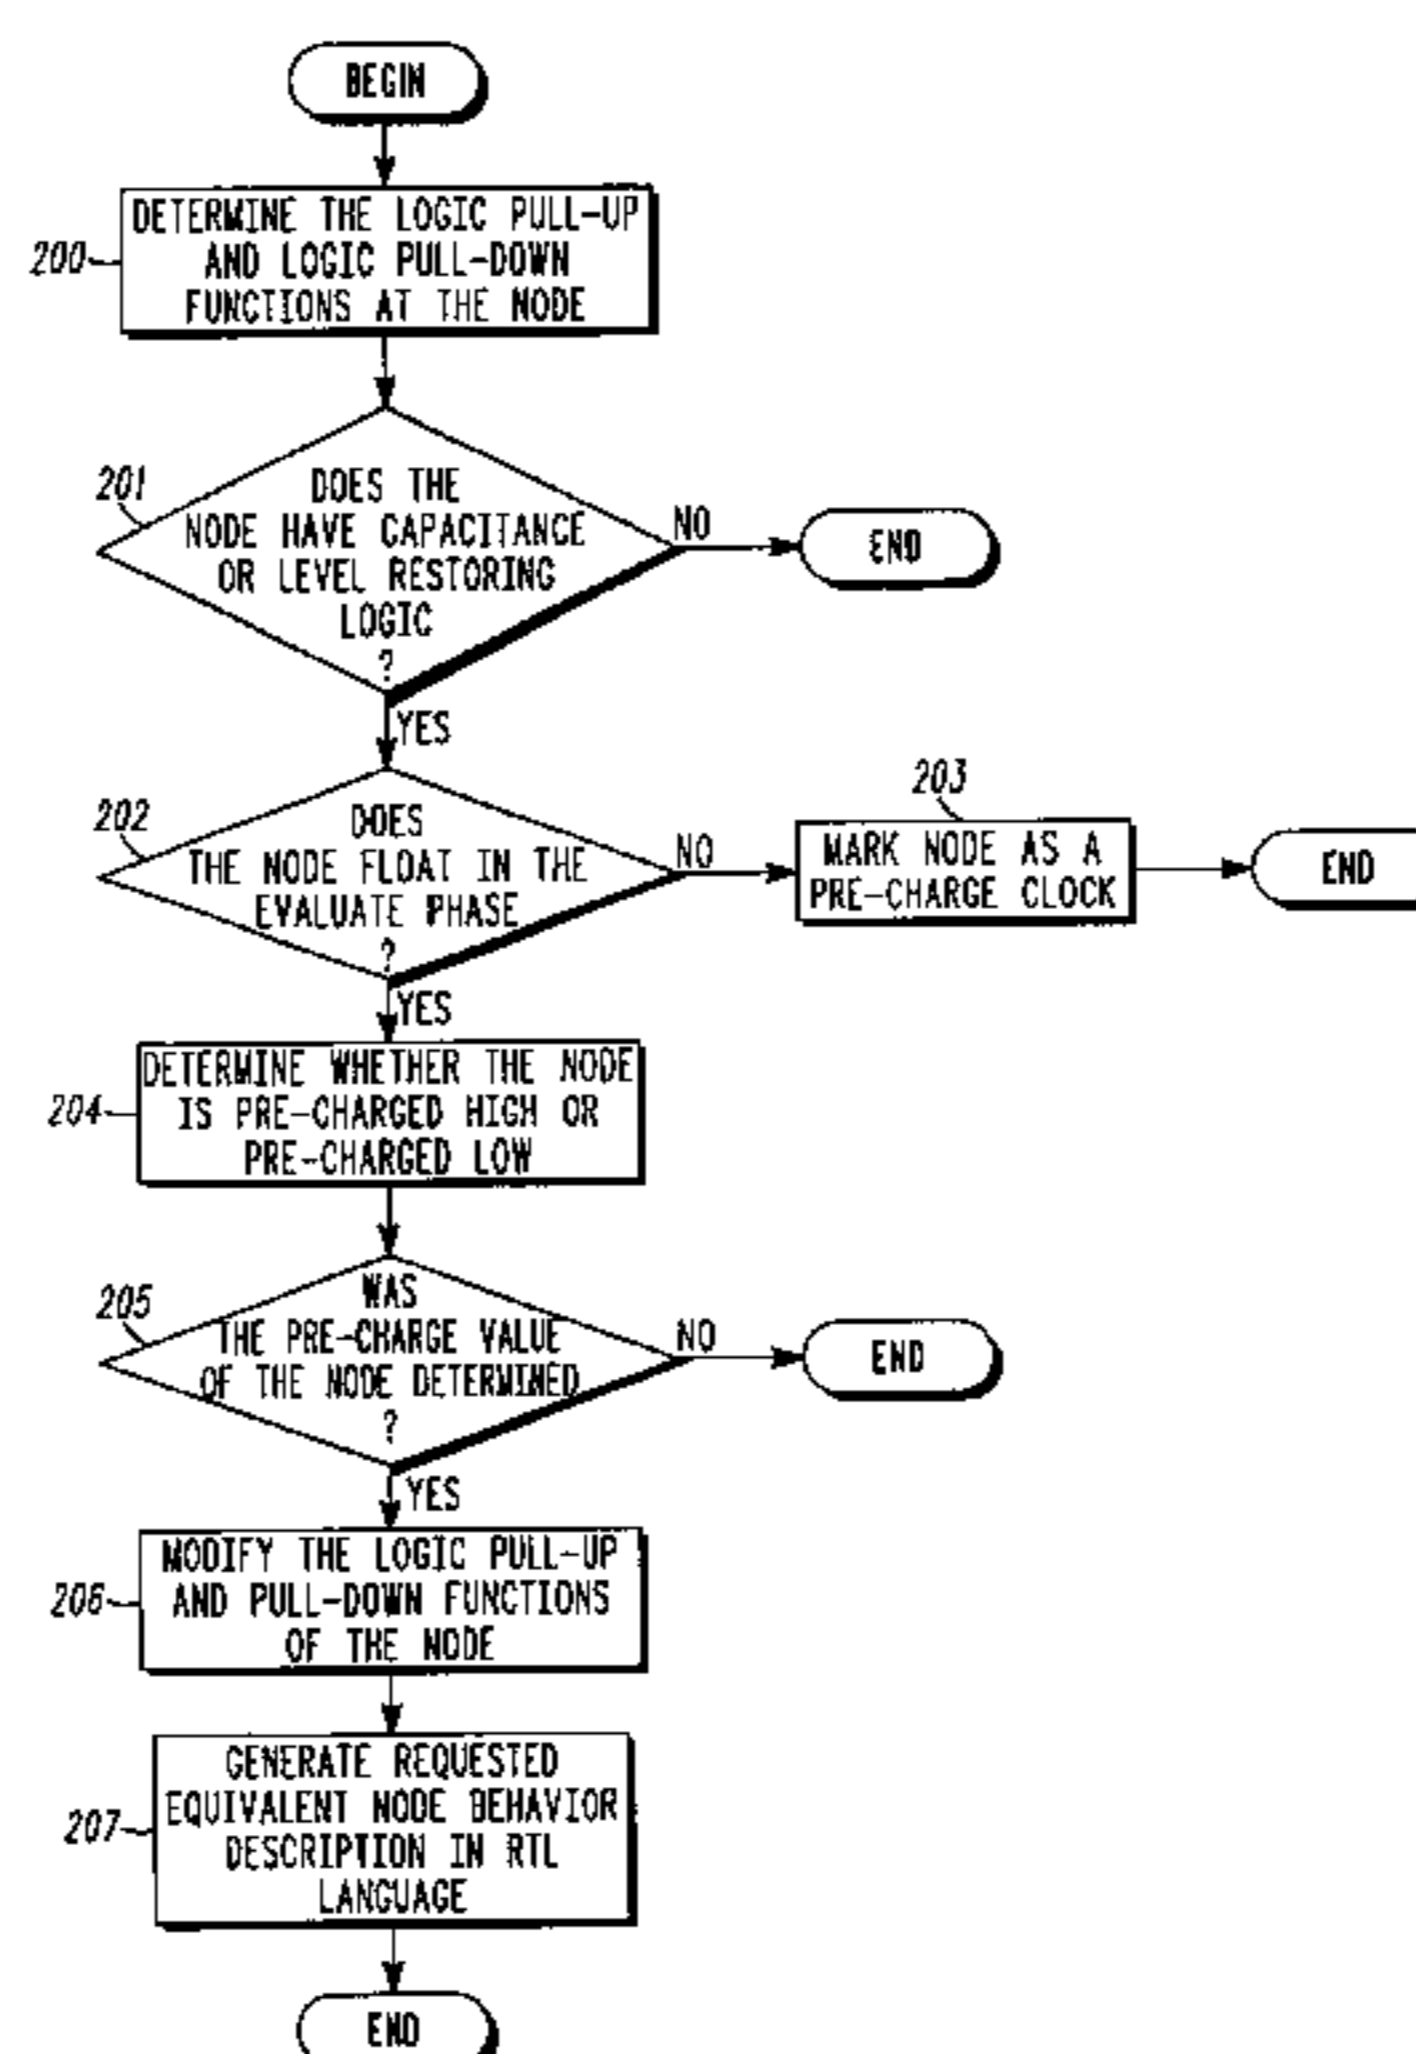 BEGIN
200
DETERMINE THE LOGIC PULL-UP
AND LOGIC PULL-DOWN
FUNCTIONS AT THE NODE
201
DOES THE
NODE HAVE CAPACITANCE
OR LEVEL RESTORING
LOGIC
?
NO
END
YES
202
DOES
THE NODE FLOAT IN THE
EVALUATE PHASE
?
NO
203
MARK NODE AS A
PRE-CHARGE CLOCK
END
YES
204
DETERMINE WHETHER THE NODE
IS PRE-CHARGED HIGH OR
PRE-CHARGED LOW
205
WAS
THE PRE-CHARGE VALUE
OF THE NODE DETERMINED
?
NO
END
YES
206
MODIFY THE LOGIC PULL-UP
AND PULL-DOWN FUNCTIONS
OF THE NODE
207
GENERATE REQUESTED
EQUIVALENT NODE BEHAVIOR
DESCRIPTION IN RTL
LANGUAGE
END